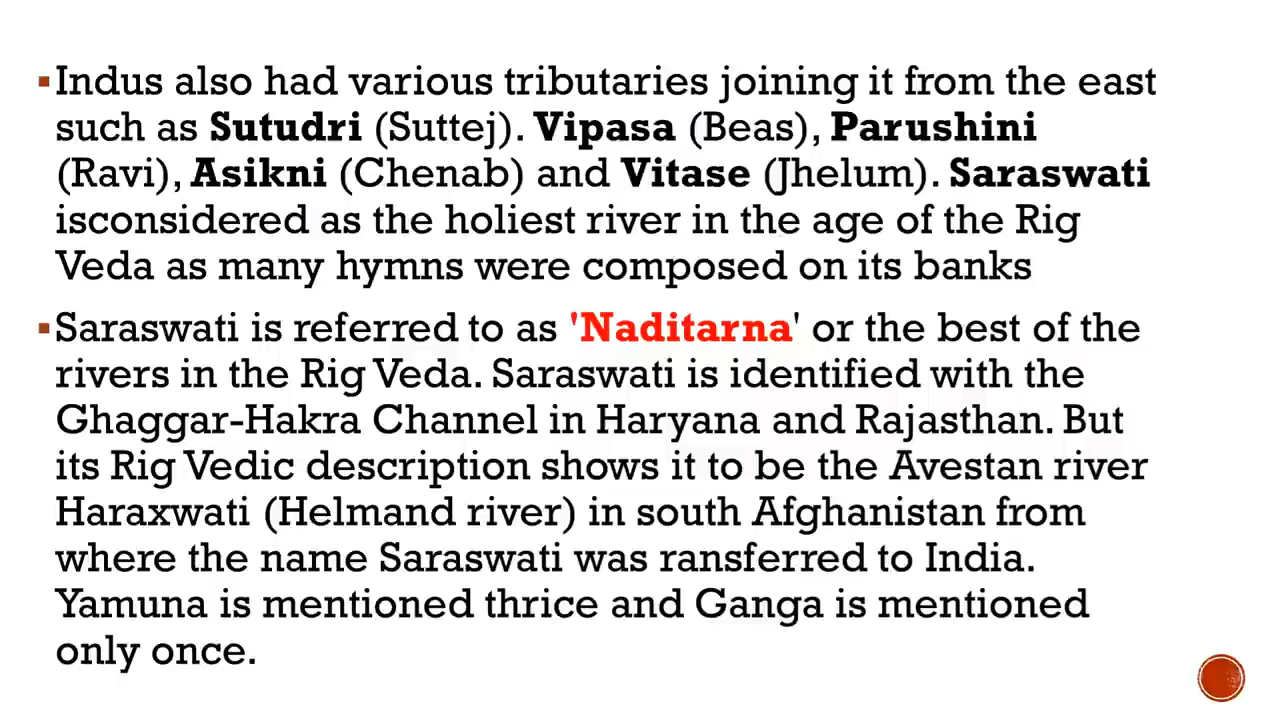 ▪Indus also had various tributaries joining it from the east
such as Sutudri (Suttej). Vipasa (Beas), Parushini
(Ravi), Asikni (Chenab) and Vitase (Jhelum). Saraswati
isconsidered as the holiest river in the age of the Rig
Veda as many hymns were composed on its banks
▪Saraswati is referred to as 'Naditarna' or the best of the
rivers in the Rig Veda. Saraswati is identified with the
Ghaggar-Hakra Channel in Haryana and Rajasthan. But
its Rig Vedic description shows it to be the Avestan river
Haraxwati (Helmand river) in south Afghanistan from
where the name Saraswati was ransferred to India.
Yamuna is mentioned thrice and Ganga is mentioned
only once.